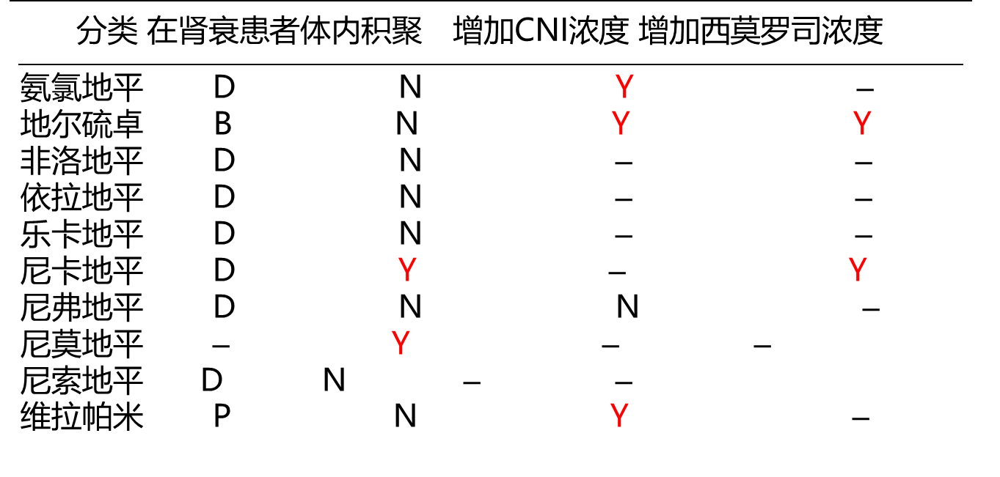 分类 在肾衰患者体内积聚 增加CNI浓度 增加西莫罗司浓度
氨氯地平 D N Y –
地尔硫卓 B N Y Y
非洛地平 D N – –
依拉地平 D N – –
乐卡地平 D N – –
尼卡地平 D Y – Y
尼弗地平 D N N –
尼莫地平 – Y – –
尼索地平 D N – –
维拉帕米 P N Y –